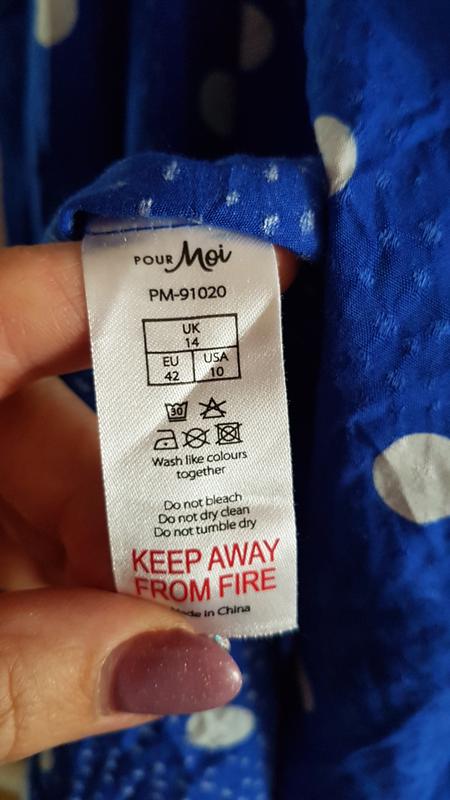 POUR Moi
PM-91020
UK
14
EU USA
42 10
30
Wash like colours
together
Do not bleach
Do not dry clean
Do not tumble dry
KEEP AWAY
FROM FIRE
Made in China